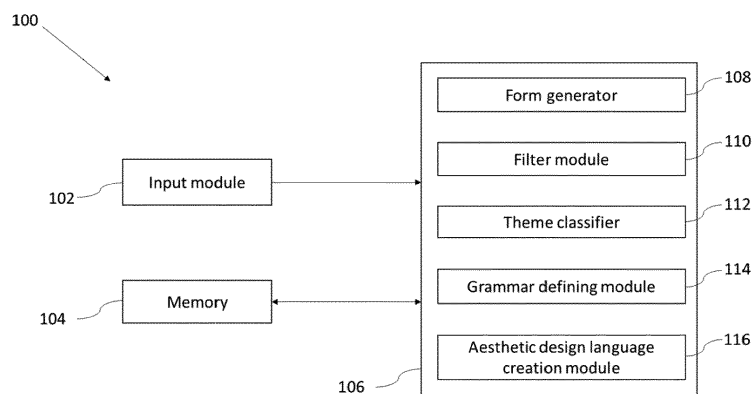 100
Form generator
108
Filter module
110
Input module
102
Theme classifier
112
Memory
104
Grammar defining module
114
Aesthetic design language
creation module
116
106